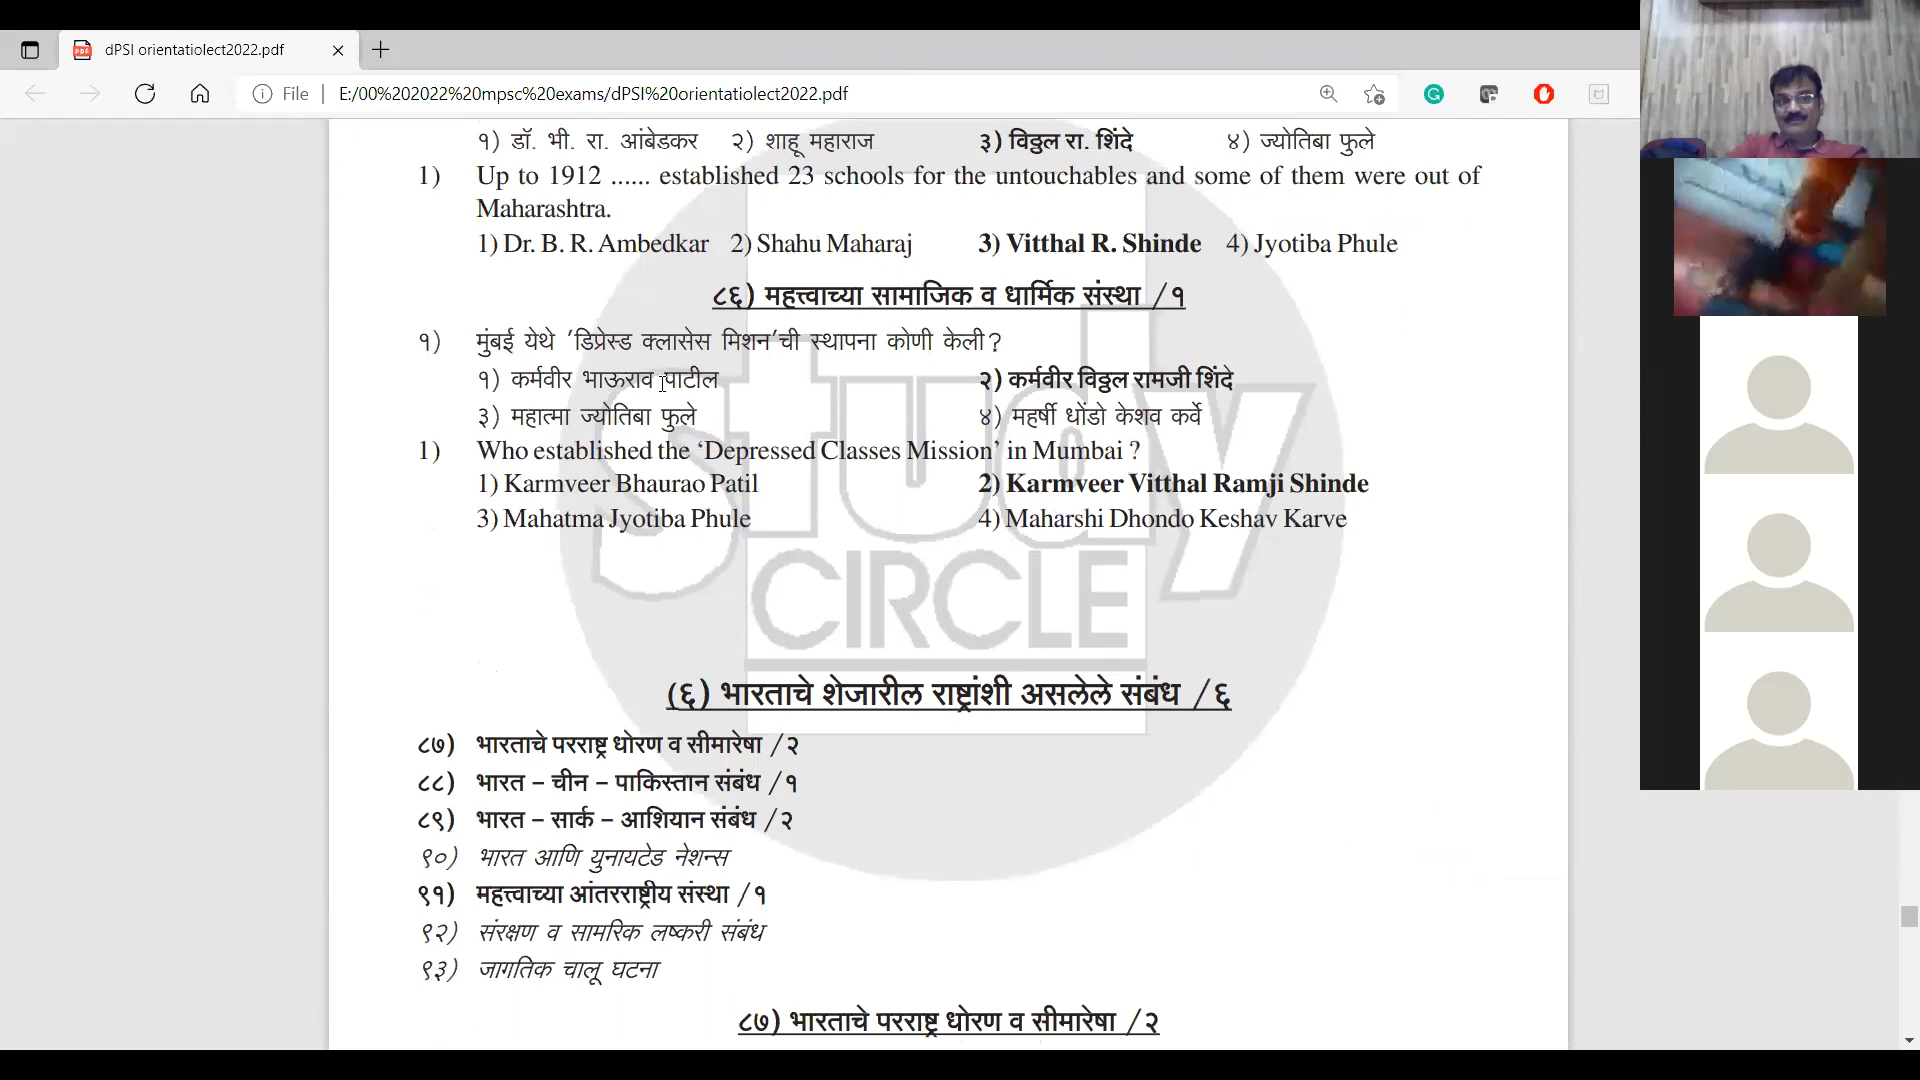 dPSI orientatiolect2022.pdf
File | E:/00%202022%20mpsc%20exams/dPSI%20orientatiolect2022.pdf
१) डॉ. भी. रा. आंबेडकर २) शाहू महाराज ३) विठ्ठल रा. शिंदे ४) ज्योतिबा फुले
1) Up to 1912 ...... established 23 schools for the untouchables and some of them were out of
Maharashtra.
1) Dr. B. R. Ambedkar 2) Shahu Maharaj 3) Vitthal R. Shinde 4) Jyotiba Phule
८६) महत्त्वाच्या सामाजिक व धार्मिक संस्था /१
१) मुंबई येथे ‘डिप्रेस्ड क्लासेस मिशन’ची स्थापना कोणी केली?
१) कर्मवीर भाऊराव पाटील २) कर्मवीर विठ्ठल रामजी शिंदे
३) महात्मा ज्योतिबा फुले ४) महर्षी धोंडो केशव कर्वे
1) Who established the ‘Depressed Classes Mission’ in Mumbai ?
1) Karmveer Bhaurao Patil 2) Karmveer Vitthal Ramji Shinde
3) Mahatma Jyotiba Phule 4) Maharshi Dhondo Keshav Karve
study
CIRCLE
(६) भारताचे शेजारील राष्ट्रांशी असलेले संबंध /६
८७) भारताचे परराष्ट्र धोरण व सीमारेषा /२
८८) भारत – चीन – पाकिस्तान संबंध /१
८९) भारत – सार्क – आशियान संबंध /२
९०) भारत आणि युनायटेड नेशन्स
९१) महत्त्वाच्या आंतरराष्ट्रीय संस्था /१
९२) संरक्षण व सामरिक लष्करी संबंध
९३) जागतिक चालू घटना
८७) भारताचे परराष्ट्र धोरण व सीमारेषा /२